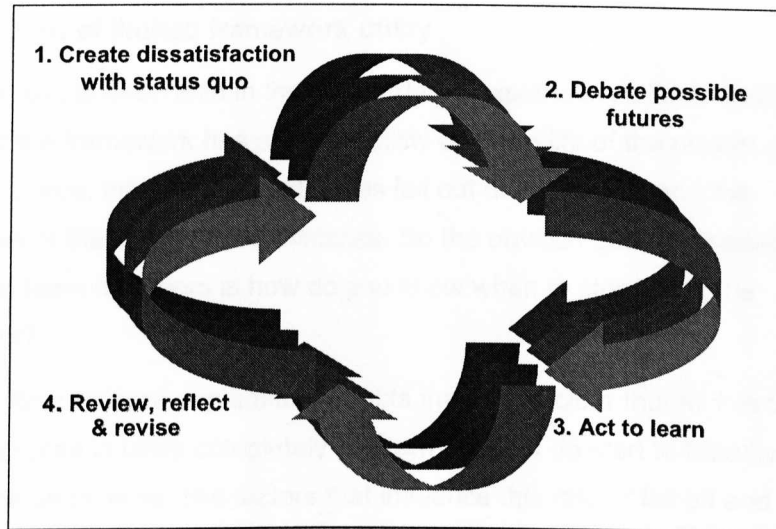 1. Create dissatisfaction
with status quo
2. Debate possible
futures
4. Review, reflect
& revise
3. Act to learn